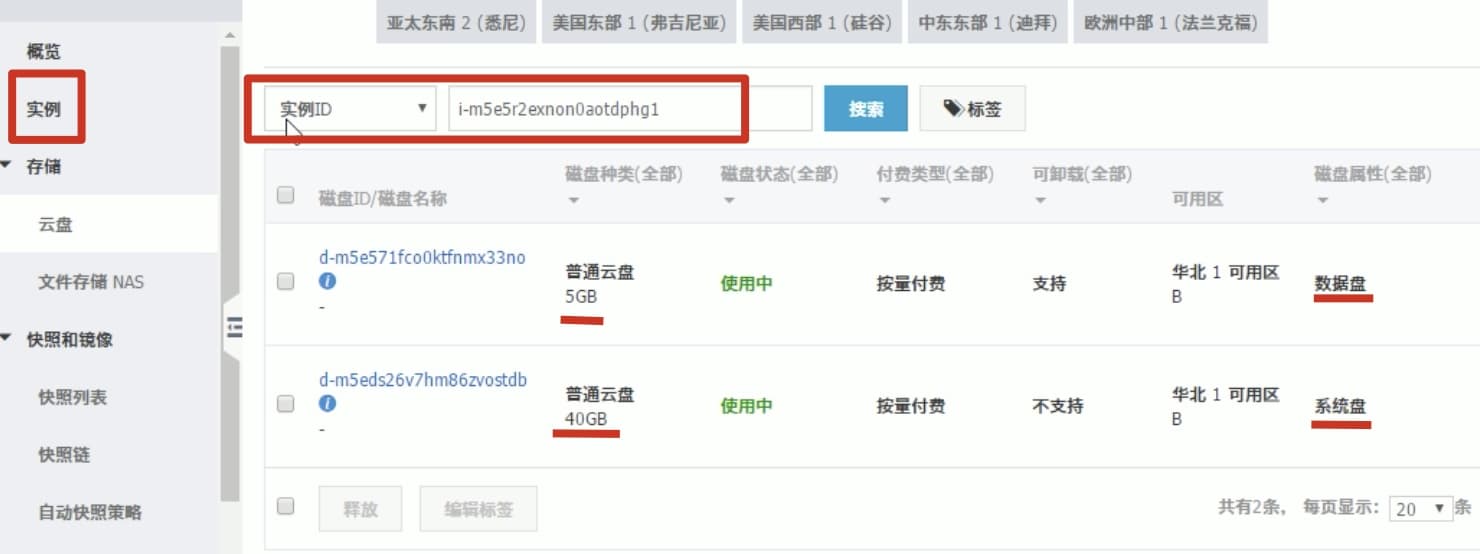 亚太东南 2 (悉尼) 美国东部 1 (弗吉尼亚) 美国西部 1 (硅谷) 中东东部 1 (迪拜) 欧洲中部 1 (法兰克福)
概览
实例
存储
云盘
文件存储 NAS
快照和镜像
快照列表
快照链
自动快照策略
实例ID i-m5e5r2exnon0aotdphg1 搜索 标签
磁盘ID/磁盘名称 磁盘种类(全部) 磁盘状态(全部) 付费类型(全部) 可卸载(全部) 可用区 磁盘属性(全部)
d-m5e571fco0ktfnmx33no
-
普通云盘
5GB
使用中
按量付费
支持
华北 1 可用区
B
数据盘
d-m5eds26v7hm86zvostdb
-
普通云盘
40GB
使用中
按量付费
不支持
华北 1 可用区
B
系统盘
释放 编辑标签 共有2条, 每页显示: 20 条